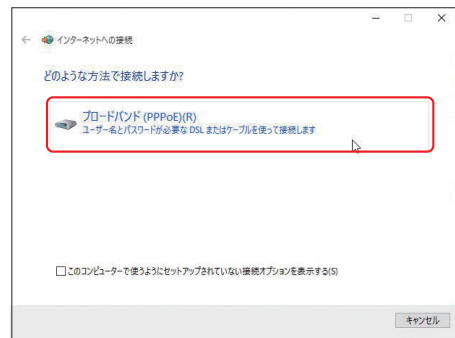 インターネットへの接続
どのような方法で接続しますか?
ブロードバンド (PPPoE)(R)
ユーザー名とパスワードが必要な DSL またはケーブルを使って接続します
このコンピューターで使うようにセットアップされていない接続オプションを表示する(S)
キャンセル